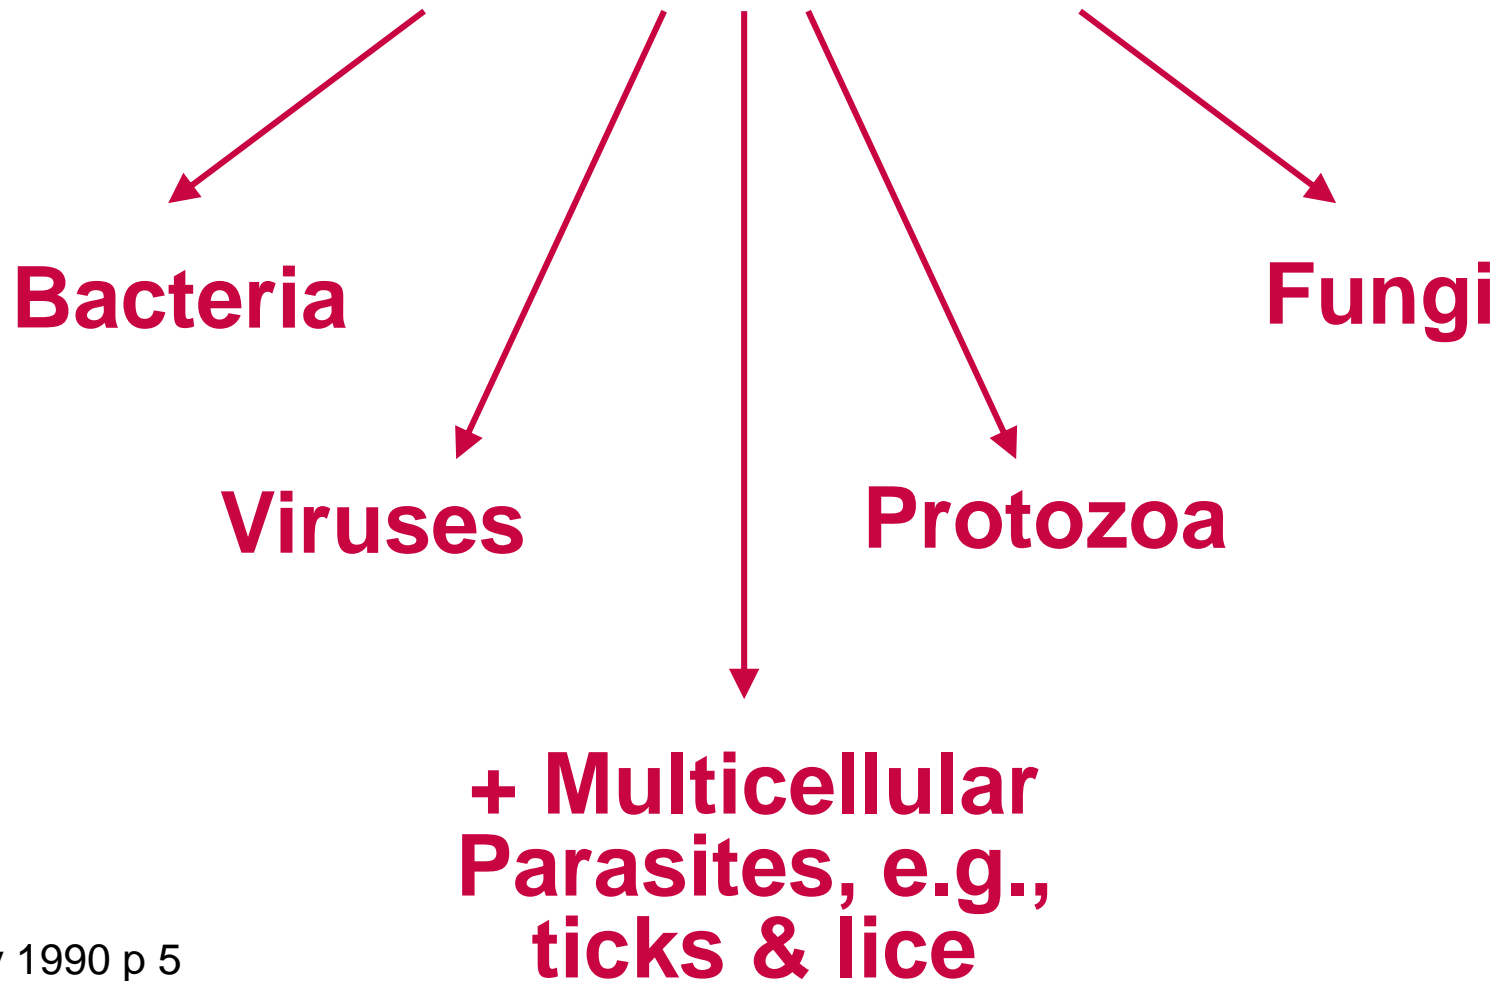 Bacteria
Fungi
Viruses
Protozoa
+ Multicellular
Parasites, e.g.,
ticks & lice
1990 p 5